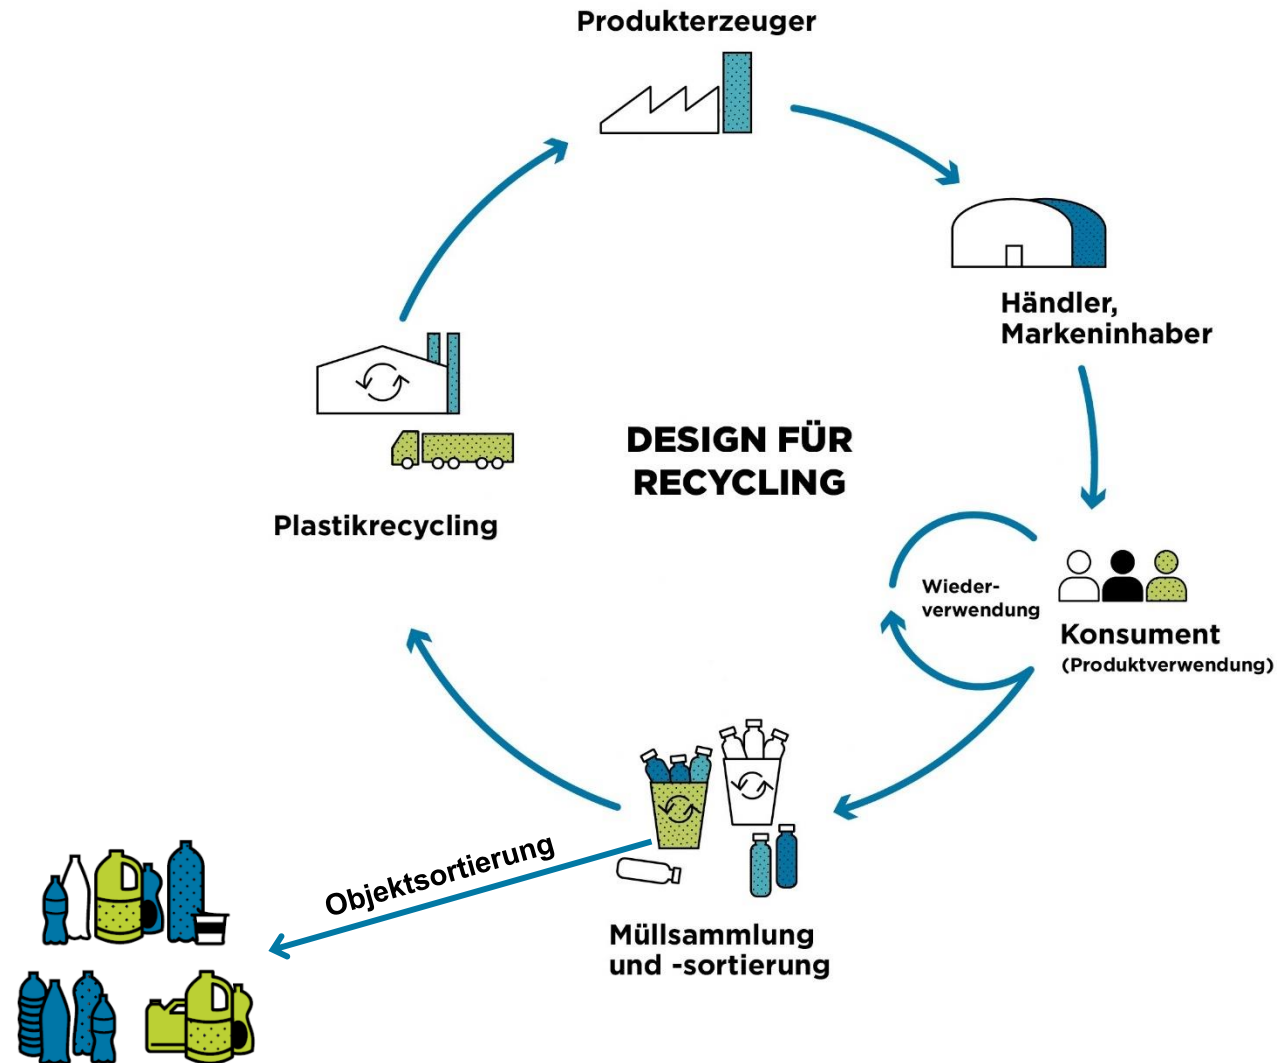 Produkterzeuger
Händler,
Markeninhaber
DESIGN FÜR
RECYCLING
Plastikrecycling
Wieder-
verwendung
Konsument
(Produktverwendung)
Objektsortierung
Müllsammlung
und -sortierung